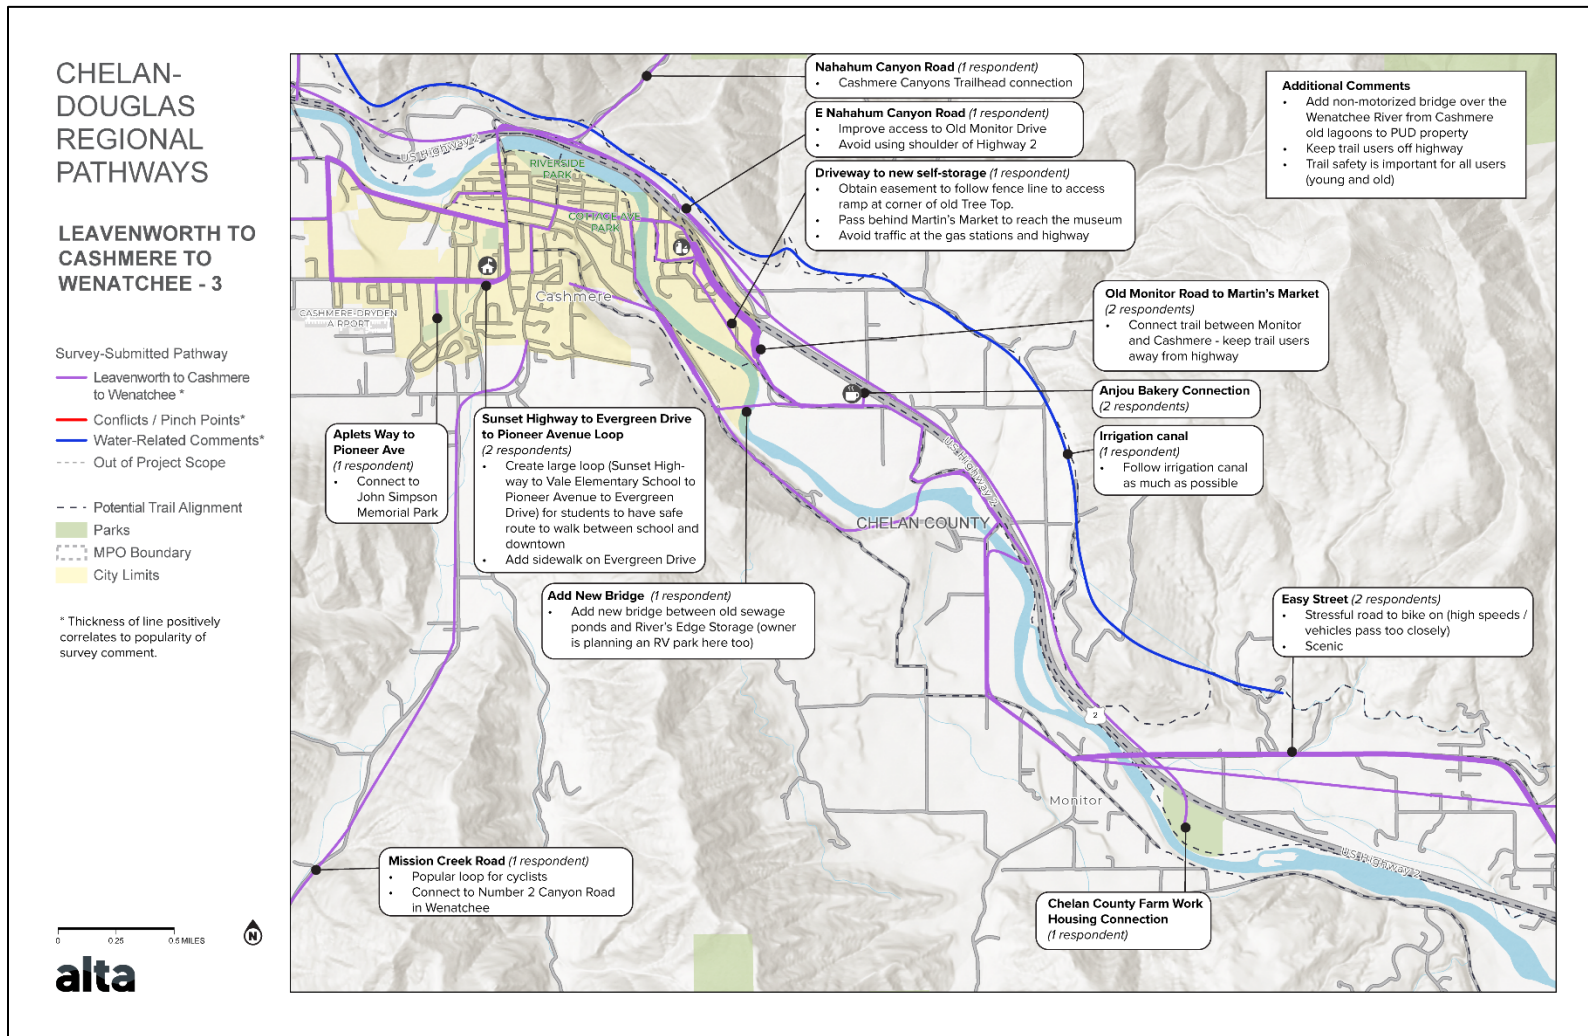 CHELAN-
DOUGLAS
REGIONAL
PATHWAYS
LEAVENWORTH TO
CASHMERE TO
WENATCHEE - 3
Survey-Submitted Pathway
Leavenworth to Cashmere
to Wenatchee *
Conflicts / Pinch Points*
Water-Related Comments*
Out of Project Scope
Potential Trail Alignment
Parks
MPO Boundary
City Limits
* Thickness of line positively
correlates to popularity of
survey comment.
0 0.25 0.5 MILES
N
alta
Nahahum Canyon Road (1 respondent)
• Cashmere Canyons Trailhead connection
E Nahahum Canyon Road (1 respondent)
• Improve access to Old Monitor Drive
• Avoid using shoulder of Highway 2
Driveway to new self-storage (1 respondent)
• Obtain easement to follow fence line to access
ramp at corner of old Tree Top.
• Pass behind Martin's Market to reach the museum
• Avoid traffic at the gas stations and highway
Additional Comments
• Add non-motorized bridge over the
Wenatchee River from Cashmere
old lagoons to PUD property
• Keep trail users off highway
• Trail safety is important for all users
(young and old)
Old Monitor Road to Martin's Market
(2 respondents)
• Connect trail between Monitor
and Cashmere - keep trail users
away from highway
Anjou Bakery Connection
(2 respondents)
Irrigation canal
(1 respondent)
• Follow irrigation canal
as much as possible
Aplets Way to
Pioneer Ave
(1 respondent)
• Connect to
John Simpson
Memorial Park
Sunset Highway to Evergreen Drive
to Pioneer Avenue Loop
(2 respondents)
• Create large loop (Sunset High-
way to Vale Elementary School to
Pioneer Avenue to Evergreen
Drive) for students to have safe
route to walk between school and
downtown
• Add sidewalk on Evergreen Drive
Add New Bridge (1 respondent)
• Add new bridge between old sewage
ponds and River's Edge Storage (owner
is planning an RV park here too)
Easy Street (2 respondents)
• Stressful road to bike on (high speeds /
vehicles pass too closely)
• Scenic
Mission Creek Road (1 respondent)
• Popular loop for cyclists
• Connect to Number 2 Canyon Road
in Wenatchee
Chelan County Farm Work
Housing Connection
(1 respondent)
US Highway 2
RIVERSIDE
PARK
COTTAGE AVE
PARK
Cashmere
CASHMERE-DRYDEN
AIRPORT
US Highway 2
CHELAN COUNTY
2
Monitor
US Highway 2